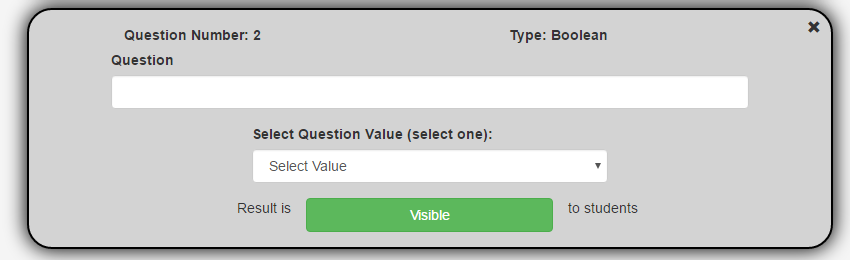 Question Number: 2 Type: Boolean
Question
Select Question Value (select one):
Select Value
Result is Visible to students